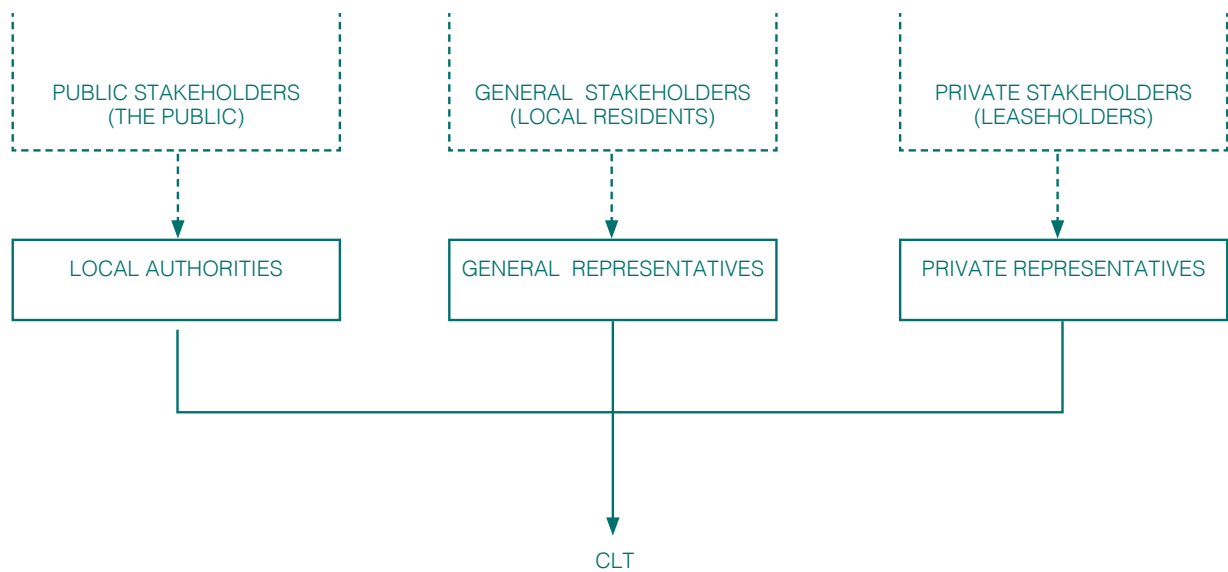 PUBLIC STAKEHOLDERS
(THE PUBLIC)
GENERAL STAKEHOLDERS
(LOCAL RESIDENTS)
PRIVATE STAKEHOLDERS
(LEASEHOLDERS)
LOCAL AUTHORITIES
GENERAL REPRESENTATIVES
PRIVATE REPRESENTATIVES
CLT